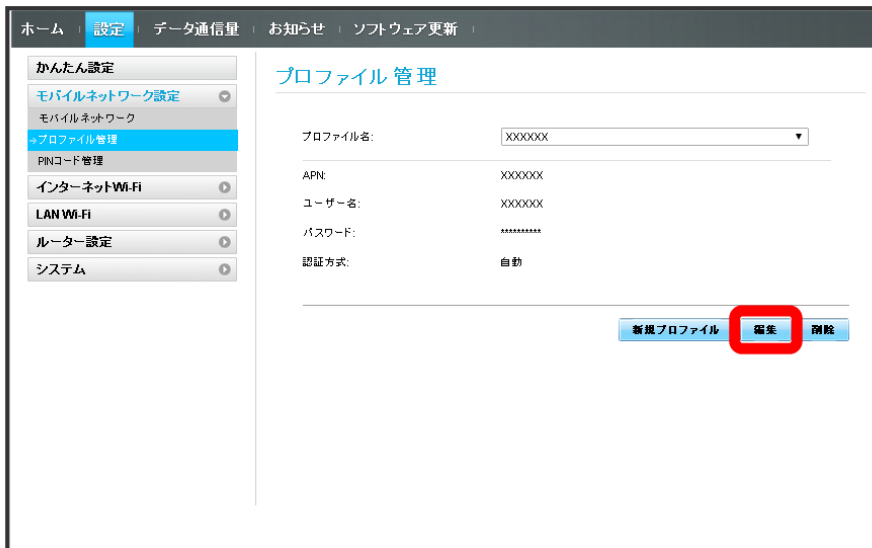 ホーム 設定 データ通信量 お知らせ ソフトウェア更新
かんたん設定
モバイルネットワーク設定
モバイルネットワーク
→プロファイル管理
PINコード管理
インターネットWi-Fi
LAN Wi-Fi
ルーター設定
システム
プロファイル管理
プロファイル名: XXXXXX
APN: XXXXXX
ユーザー名: XXXXXX
パスワード: **********
認証方式: 自動
新規プロファイル 編集 削除